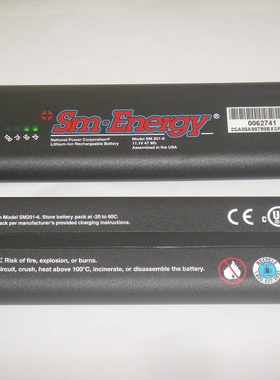 Sm-Energy®
National Power Corporation®
Lithium-Ion Rechargeable Battery
Model SM 201-6
11.1V 47 Wh
Assembled in the USA
0062741
Model SM201-6. Store battery pack at -20 to 60C.
pack per manufacturer's provided charging instructions.
CE
: Risk of fire, explosion, or burns.
circuit, crush, heat above 100°C, incinerate, or disassemble the battery.
RECYCLE